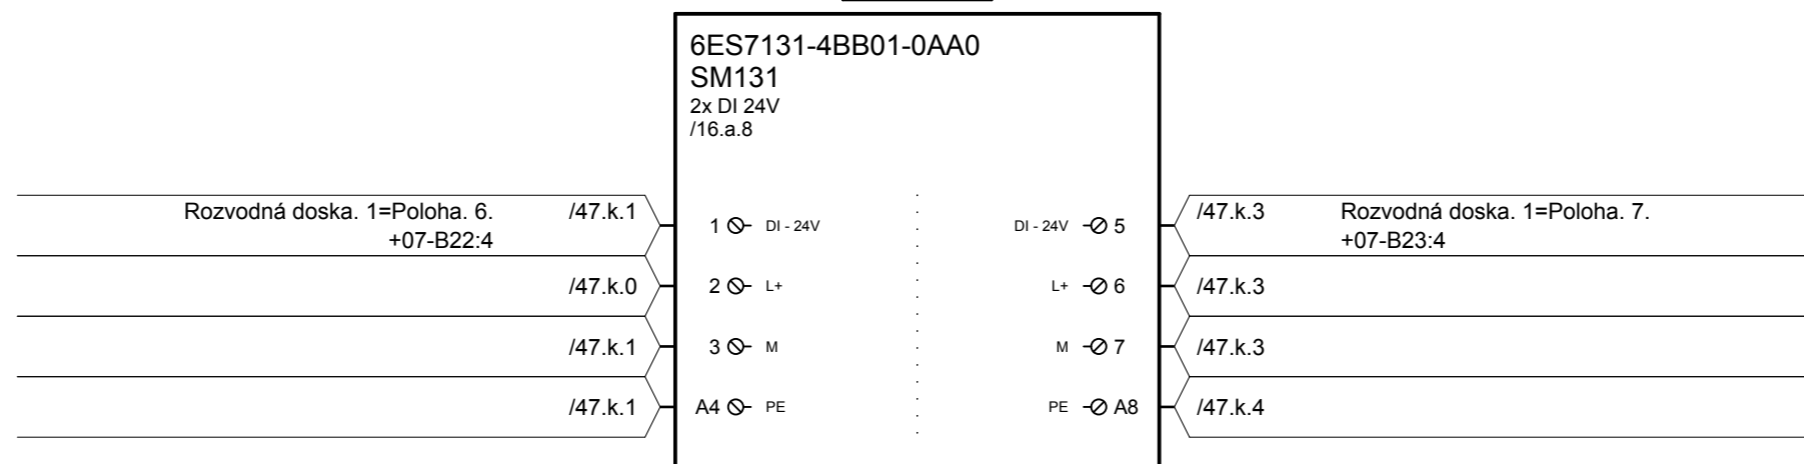 6ES7131-4BB01-0AA0
SM131
2x DI 24V
/16.a.8
Rozvodná doska. 1=Poloha. 6. /47.k.1 1 DI - 24V DI - 24V 5 /47.k.3 Rozvodná doska. 1=Poloha. 7.
+07-B22:4 +07-B23:4
/47.k.0 2 L+ L+ 6 /47.k.3
/47.k.1 3 M M 7 /47.k.3
/47.k.1 A4 PE PE A8 /47.k.4